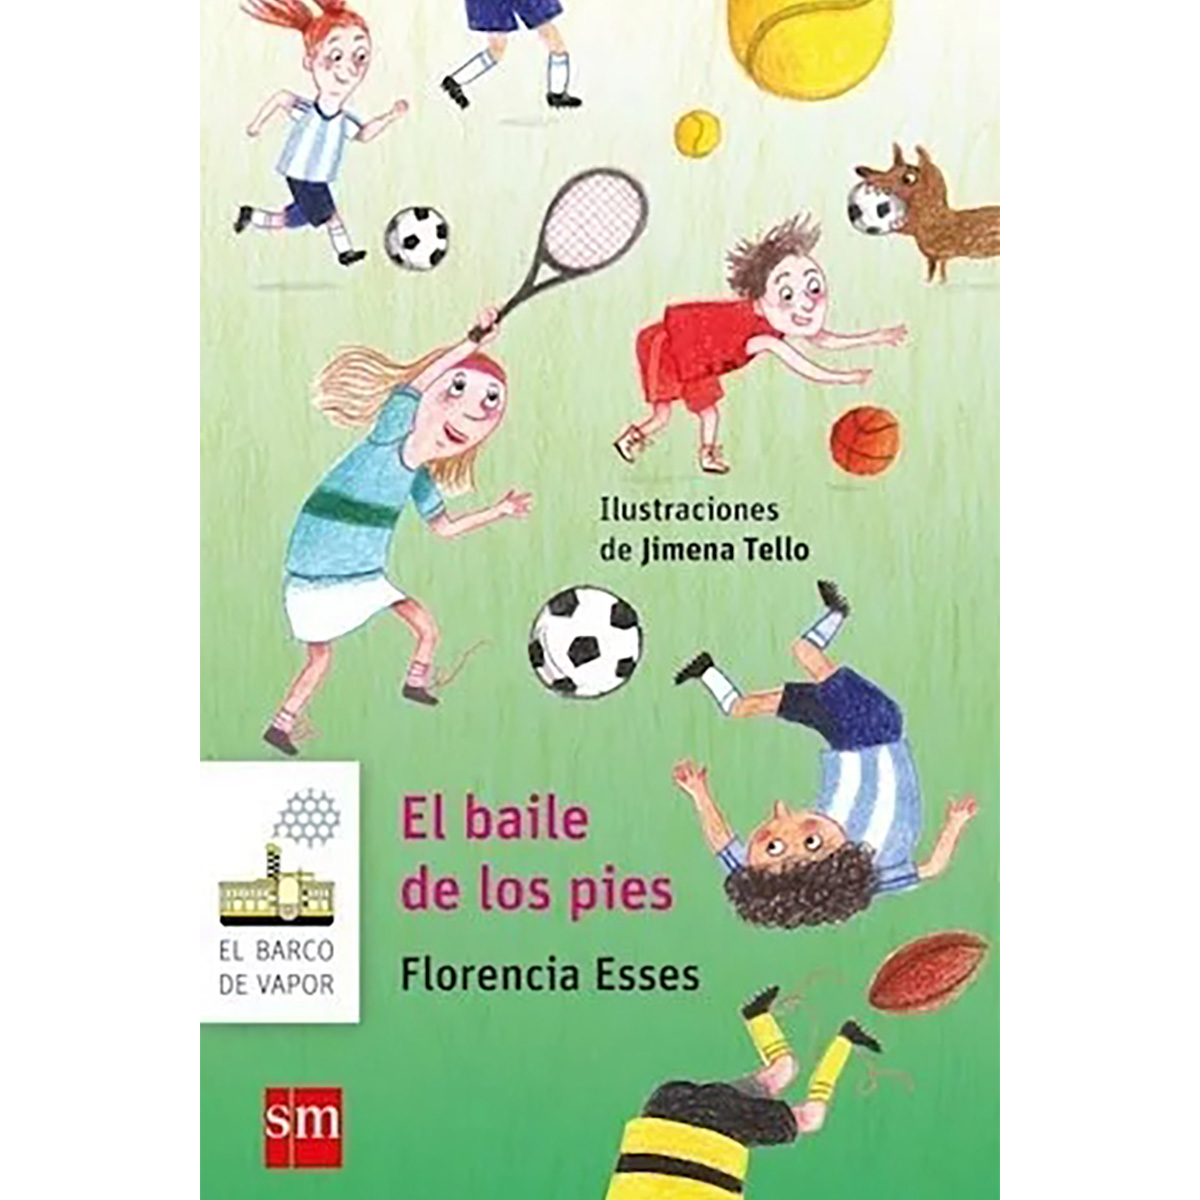 Ilustraciones
de Jimena Tello
El baile
de los pies
Florencia Esses
EL BARCO
DE VAPOR
sm